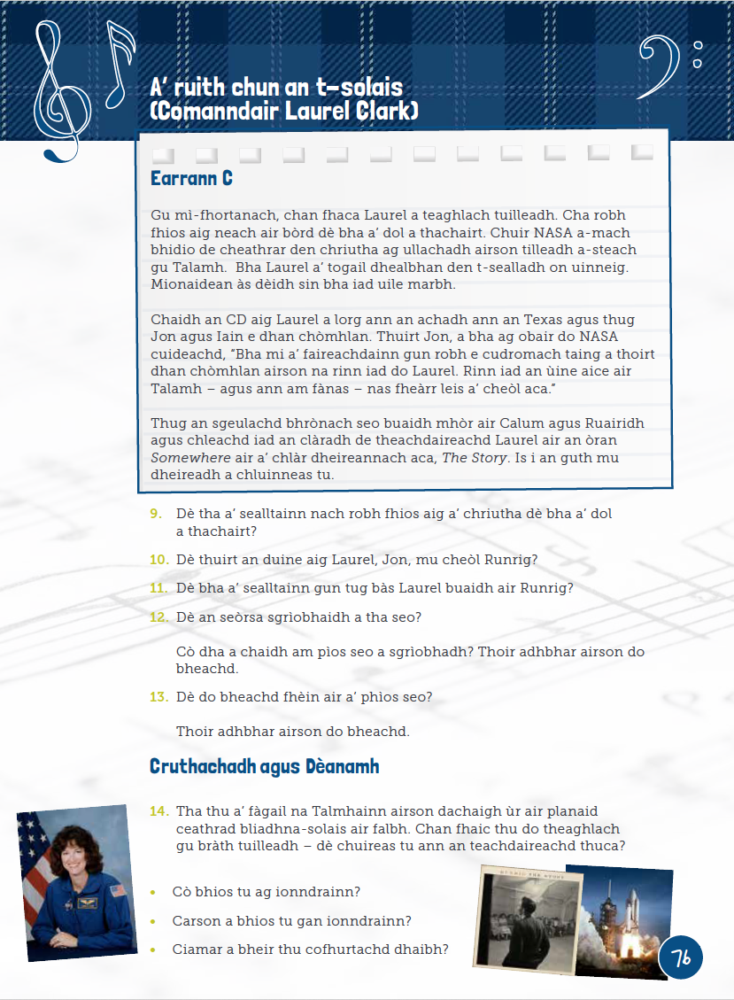 A’ ruith chun an t-solais
(Comanndair Laurel Clark)
Earrann C
Gu mì-fhortanach, chan fhaca Laurel a teaghlach tuilleadh. Cha robh
fhios aig neach air bòrd dè bha a’ dol a thachairt. Chuir NASA a-mach
bhidio de cheathrar den chriutha ag ullachadh airson tilleadh a-steach
gu Talamh.  Bha Laurel a’ togail dhealbhan den t-sealladh on uinneig.
Mionaidean às dèidh sin bha iad uile marbh.
Chaidh an CD aig Laurel a lorg ann an achadh ann an Texas agus thug
Jon agus Iain e dhan chòmhlan. Thuirt Jon, a bha ag obair do NASA
cuideachd, “Bha mi a’ faireachdainn gun robh e cudromach taing a thoirt
dhan chòmhlan airson na rinn iad do Laurel. Rinn iad an ùine aice air
Talamh – agus ann am fànas – nas fheàrr leis a’ cheòl aca.”
Thug an sgeulachd bhrònach seo buaidh mhòr air Calum agus Ruairidh
agus chleachd iad an clàradh de theachdaireachd Laurel air an òran
Somewhere air a’ chlàr dheireannach aca, The Story. Is i an guth mu
dheireadh a chluinneas tu.
9. Dè tha a’ sealltainn nach robh fhios aig a’ chriutha dè bha a’ dol
a thachairt?
10. Dè thuirt an duine aig Laurel, Jon, mu cheòl Runrig?
11. Dè bha a’ sealltainn gun tug bàs Laurel buaidh air Runrig?
12. Dè an seòrsa sgrìobhaidh a tha seo?
Cò dha a chaidh am pìos seo a sgrìobhadh? Thoir adhbhar airson do
bheachd.
13. Dè do bheachd fhèin air a’ phìos seo?
Thoir adhbhar airson do bheachd.
Cruthachadh agus Dèanamh
14. Tha thu a’ fàgail na Talmhainn airson dachaigh ùr air planaid
ceathrad bliadhna-solais air falbh. Chan fhaic thu do theaghlach
gu bràth tuilleadh – dè chuireas tu ann an teachdaireachd thuca?
• Cò bhios tu ag ionndrainn?
• Carson a bhios tu gan ionndrainn?
• Ciamar a bheir thu cofhurtachd dhaibh?
RUNRIG THE STORY
76